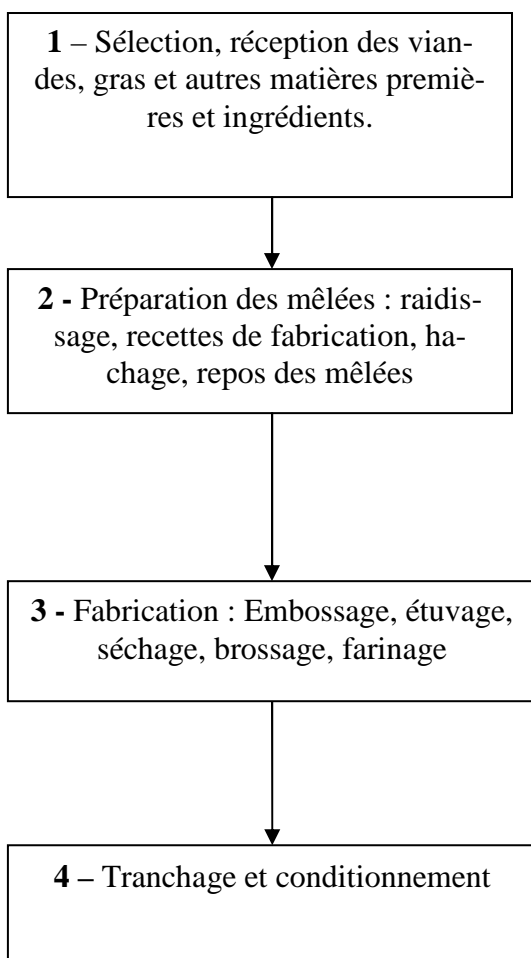 1 – Sélection, réception des vian-
des, gras et autres matières premiè-
res et ingrédients.
2 - Préparation des mêlées : raidis-
sage, recettes de fabrication, ha-
chage, repos des mêlées
3 - Fabrication : Embossage, étuvage,
séchage, brossage, farinage
4 – Tranchage et conditionnement